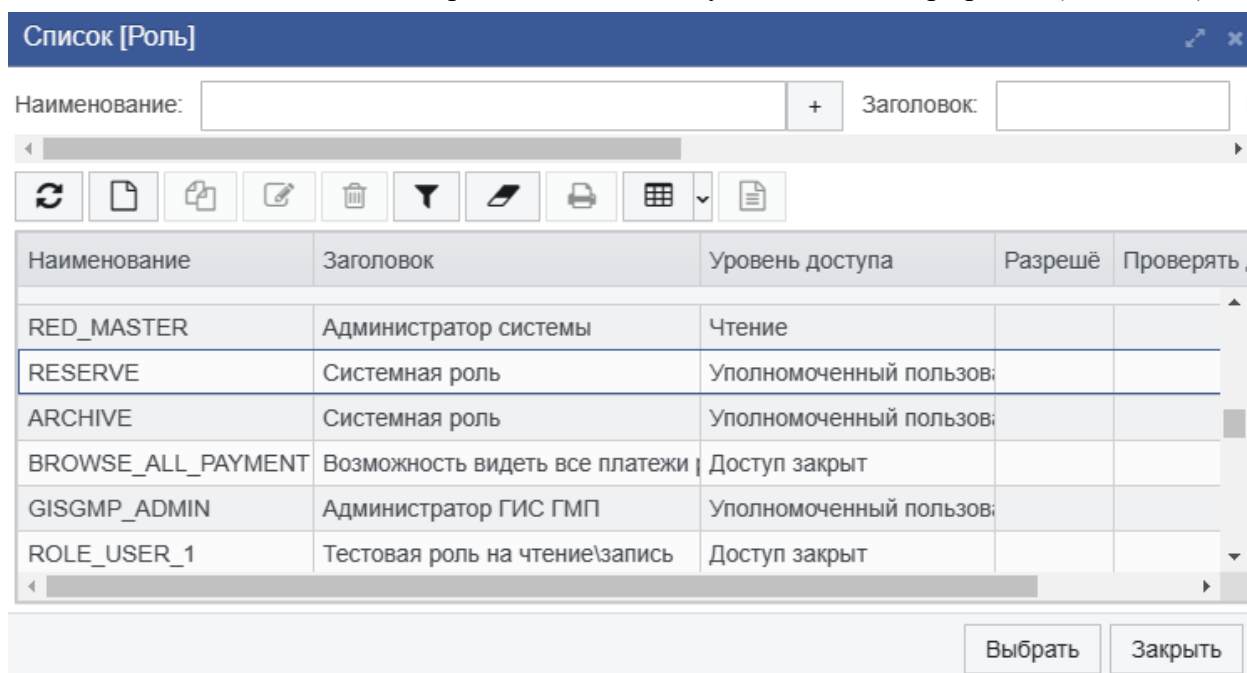 Список [Роль]
Наименование: + Заголовок:
Наименование Заголовок Уровень доступа Разрешё Проверять
RED_MASTER Администратор системы Чтение
RESERVE Системная роль Уполномоченный пользов
ARCHIVE Системная роль Уполномоченный пользов
BROWSE_ALL_PAYMENT Возможность видеть все платежи Доступ закрыт
GISGMP_ADMIN Администратор ГИС ГМП Уполномоченный пользов
ROLE_USER_1 Тестовая роль на чтение\запись Доступ закрыт
Выбрать Закрыть